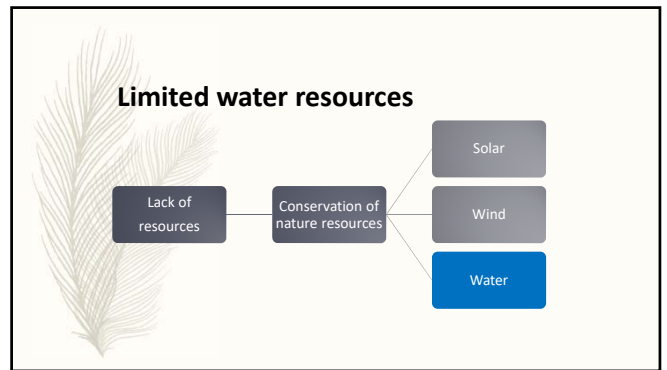 Limited water resources
Lack of
resources
Conservation of
nature resources
Solar
Wind
Water